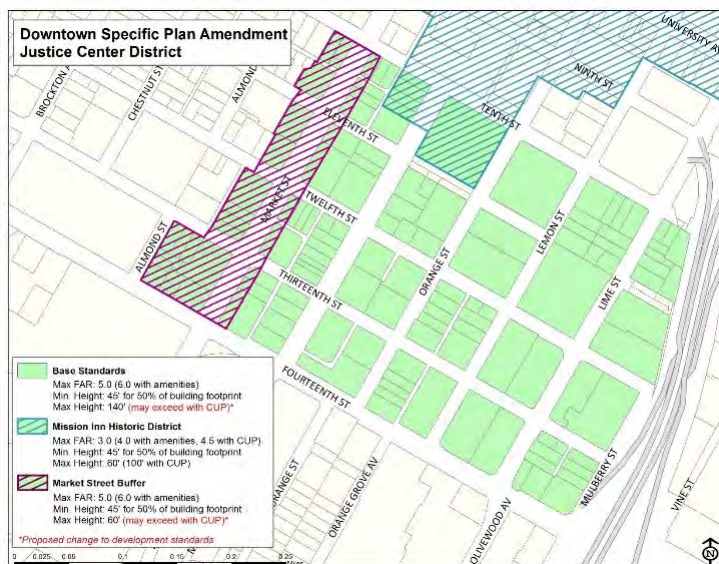 Downtown Specific Plan Amendment
Justice Center District
UNIVERSITY AV
NINTH ST
TENTH ST
BROCKTON A
CHESTNUT ST
ALMOND
ELEVENTH ST
MARKET ST
TWELFTH ST
LEMON ST
ALMOND ST
ORANGE ST
LIME ST
THIRTEENTH ST
FOURTEENTH ST
Base Standards
Max FAR: 5.0 (6.0 with amenities)
Min. Height: 45' for 50% of building footprint
Max Height: 140' (may exceed with CUP)*
Mission Inn Historic District
Max FAR: 3.0 (4.0 with amenities, 4.5 with CUP)
Min. Height: 45' for 50% of building footprint
Max Height: 60' (100' with CUP)
Market Street Buffer
Max FAR: 5.0 (6.0 with amenities)
Min. Height: 45' for 50% of building footprint
Max Height: 60' (may exceed with CUP)*
*Proposed change to development standards
0 0.025 0.05 0.1 0.15 0.2 0.25
RANGE ST
ORANGE GROVE AV
OLIVEWOOD AV
MULBERRY ST
VINE ST
N